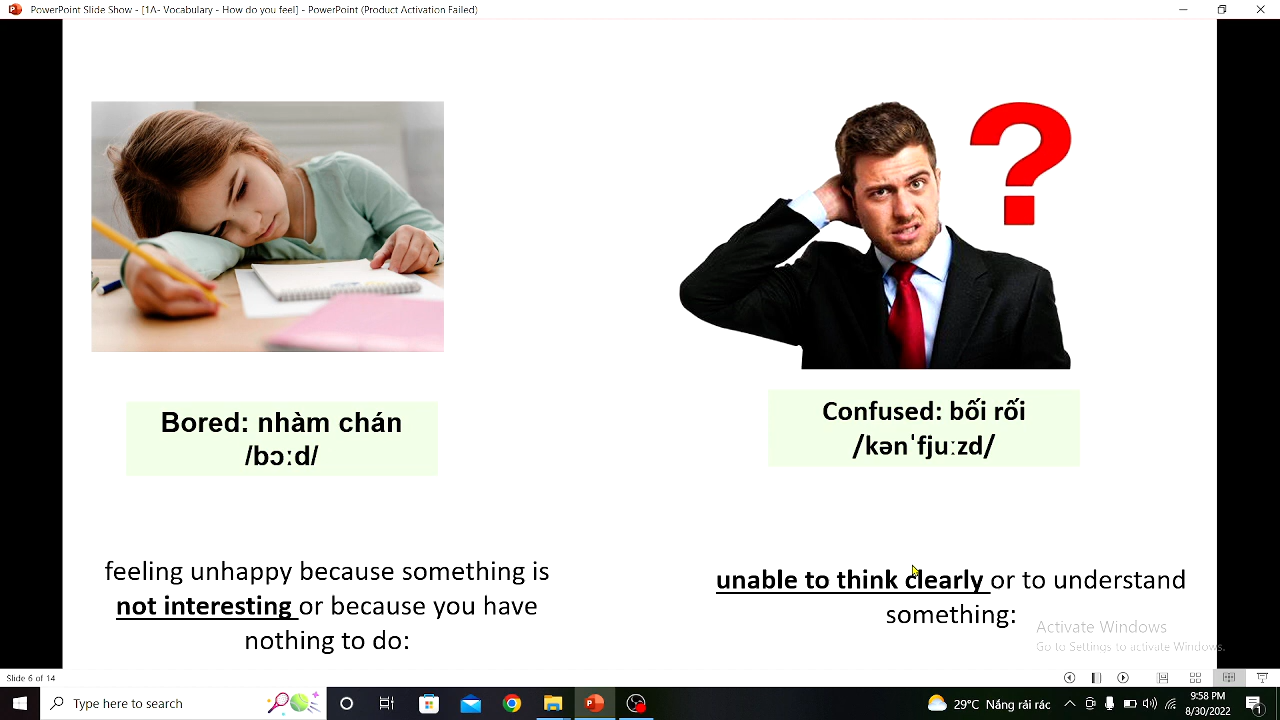 PowerPoint Slide Show - [1A- Vocabulary - How do you feel] - PowerPoint (Product Activation Failed)
?
Bored: nhàm chán
/bɔːd/
Confused: bối rối
/kənˈfjuːzd/
feeling unhappy because something is
not interesting or because you have
nothing to do:
unable to think clearly or to understand
something:
Activate Windows
Go to Settings to activate Windows.
Slide 6 of 14
Type here to search
29°C Nắng rải rác
9:58 PM
8/30/2022
1